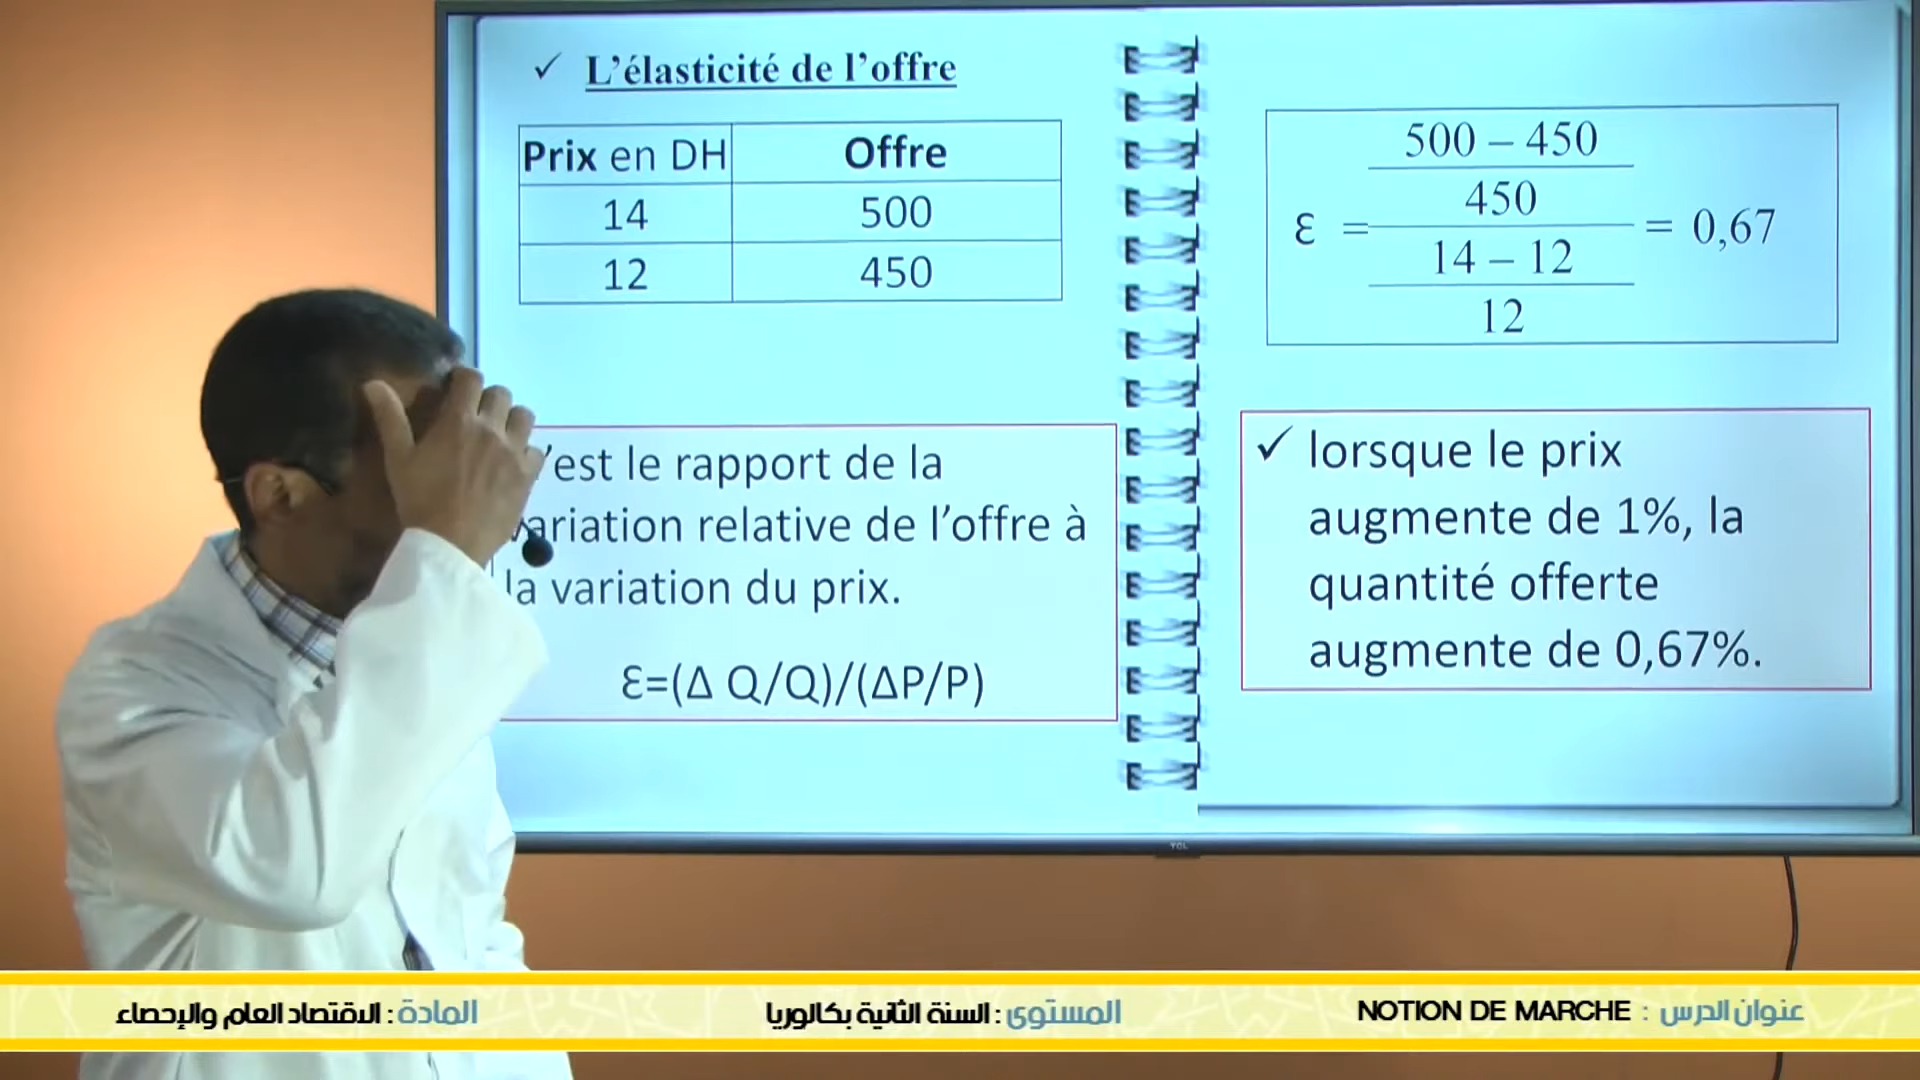 ✓ L’élasticité de l’offre
Prix en DH Offre
14 500
12 450
’est le rapport de la
variation relative de l’offre à
la variation du prix.
Ɛ=(Δ Q/Q)/(ΔP/P)
500 – 450
450
Ɛ = = 0,67
14 – 12
12
✓ lorsque le prix
augmente de 1%, la
quantité offerte
augmente de 0,67%.
TCL
عنوان الدرس : NOTION DE MARCHE
المستوى : السنة الثانية بكالوريا
المادة : الاقتصاد العام والإحصاء